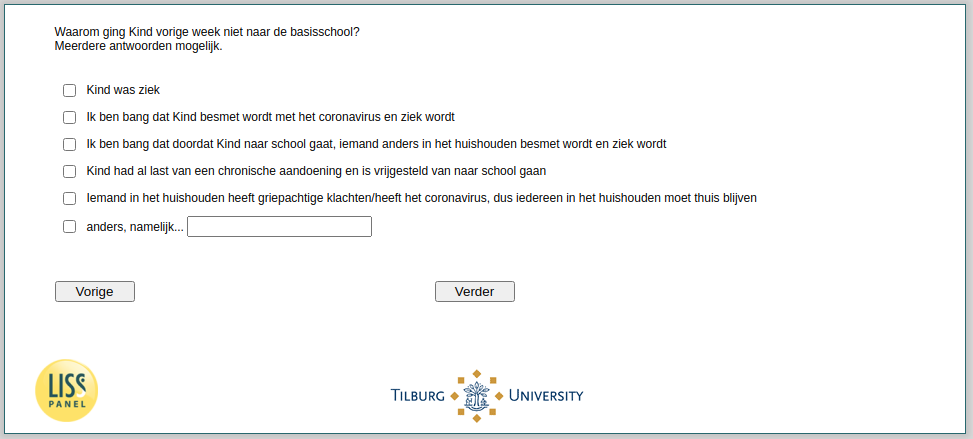 Waarom ging Kind vorige week niet naar de basisschool?
Meerdere antwoorden mogelijk.
Kind was ziek
Ik ben bang dat Kind besmet wordt met het coronavirus en ziek wordt
Ik ben bang dat doordat Kind naar school gaat, iemand anders in het huishouden besmet wordt en ziek wordt
Kind had al last van een chronische aandoening en is vrijgesteld van naar school gaan
Iemand in het huishouden heeft griepachtige klachten/heeft het coronavirus, dus iedereen in het huishouden moet thuis blijven
anders, namelijk...
Vorige
Verder
LISS
PANEL
TILBURG UNIVERSITY